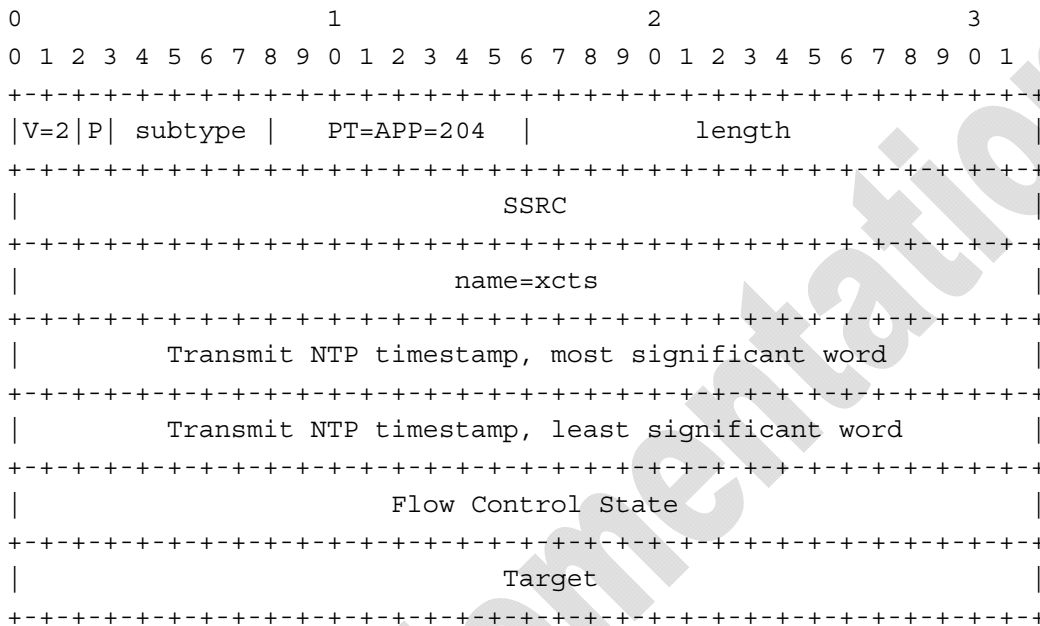 0                   1                   2                   3
0 1 2 3 4 5 6 7 8 9 0 1 2 3 4 5 6 7 8 9 0 1 2 3 4 5 6 7 8 9 0 1
+-+-+-+-+-+-+-+-+-+-+-+-+-+-+-+-+-+-+-+-+-+-+-+-+-+-+-+-+-+-+-+-+
|V=2|P| subtype |   PT=APP=204  |          length               |
+-+-+-+-+-+-+-+-+-+-+-+-+-+-+-+-+-+-+-+-+-+-+-+-+-+-+-+-+-+-+-+-+
|                              SSRC                             |
+-+-+-+-+-+-+-+-+-+-+-+-+-+-+-+-+-+-+-+-+-+-+-+-+-+-+-+-+-+-+-+-+
|                           name=xcts                           |
+-+-+-+-+-+-+-+-+-+-+-+-+-+-+-+-+-+-+-+-+-+-+-+-+-+-+-+-+-+-+-+-+
|         Transmit NTP timestamp, most significant word         |
+-+-+-+-+-+-+-+-+-+-+-+-+-+-+-+-+-+-+-+-+-+-+-+-+-+-+-+-+-+-+-+-+
|         Transmit NTP timestamp, least significant word        |
+-+-+-+-+-+-+-+-+-+-+-+-+-+-+-+-+-+-+-+-+-+-+-+-+-+-+-+-+-+-+-+-+
|                       Flow Control State                      |
+-+-+-+-+-+-+-+-+-+-+-+-+-+-+-+-+-+-+-+-+-+-+-+-+-+-+-+-+-+-+-+-+
|                              Target                           |
+-+-+-+-+-+-+-+-+-+-+-+-+-+-+-+-+-+-+-+-+-+-+-+-+-+-+-+-+-+-+-+-+